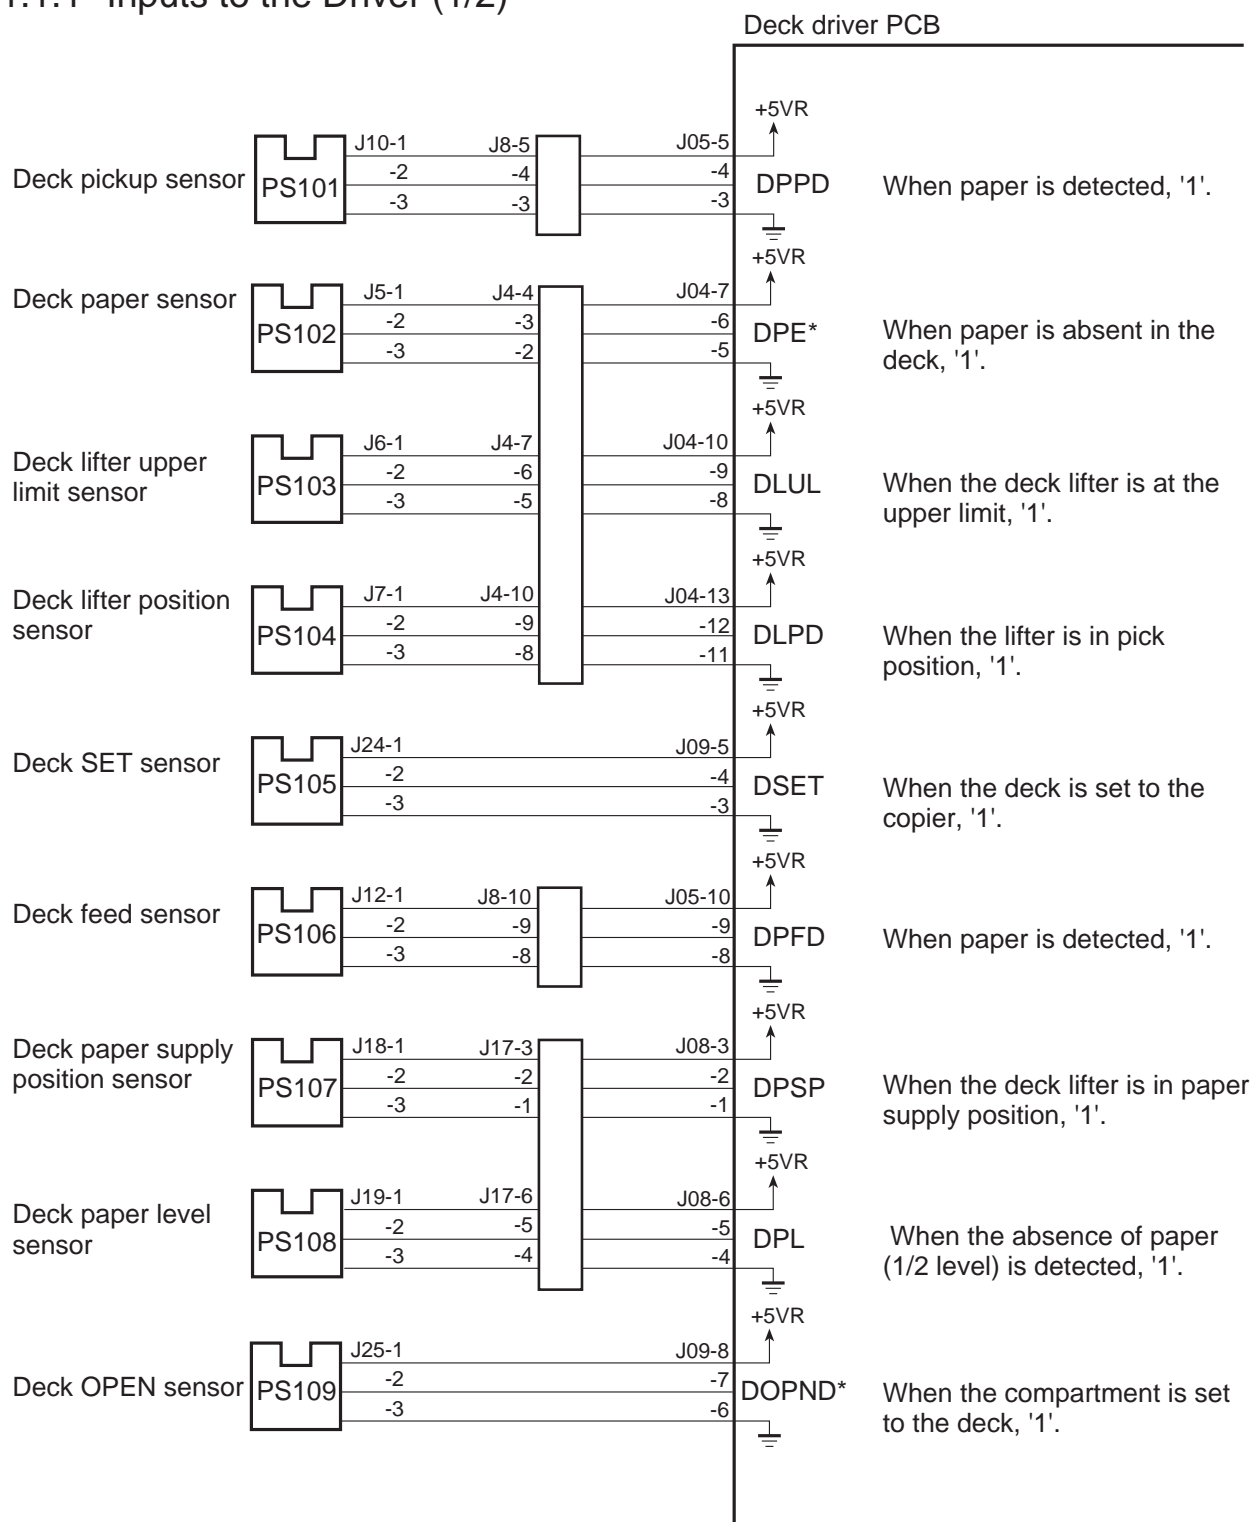 Inputs to the Driver (1/2)
Deck driver PCB
+5VR
J10-1 J8-5 J05-5
Deck pickup sensor PS101 -2 -4 -4 DPPD When paper is detected, '1'.
-3 -3 -3
+5VR
Deck paper sensor J5-1 J4-4 J04-7
PS102 -2 -3 -6 DPE* When paper is absent in the
-3 -2 -5 deck, '1'.
+5VR
J6-1 J4-7 J04-10
Deck lifter upper -2 -6 -9
limit sensor PS103 DLUL When the deck lifter is at the
-3 -5 -8 upper limit, '1'.
+5VR
Deck lifter position J7-1 J4-10 J04-13
sensor PS104 -2 -9 -12 DLPD When the lifter is in pick
-3 -8 -11 position, '1'.
+5VR
J24-1 J09-5
Deck SET sensor PS105 -2 -4 DSET When the deck is set to the
-3 -3 copier, '1'.
+5VR
J12-1 J8-10 J05-10
Deck feed sensor PS106 -2 -9 -9 DPFD When paper is detected, '1'.
-3 -8 -8
+5VR
Deck paper supply J18-1 J17-3 J08-3
position sensor PS107 -2 -2 -2 DPSP When the deck lifter is in paper
-3 -1 -1 supply position, '1'.
+5VR
J19-1 J17-6 J08-6
Deck paper level -2 -5 -5
sensor PS108 DPL When the absence of paper
-3 -4 -4 (1/2 level) is detected, '1'.
+5VR
J25-1 J09-8
Deck OPEN sensor PS109 -2 -7 DOPND* When the compartment is set
-3 -6 to the deck, '1'.